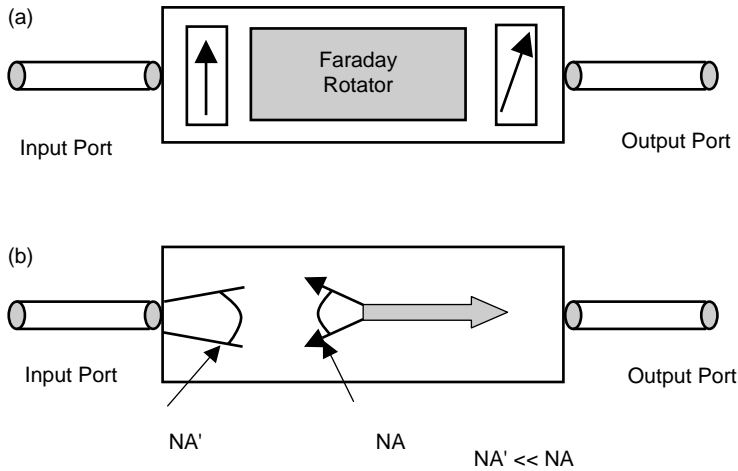 (a)
Faraday
Rotator
Input Port
Output Port
(b)
Input Port
Output Port
NA'
NA
NA' << NA